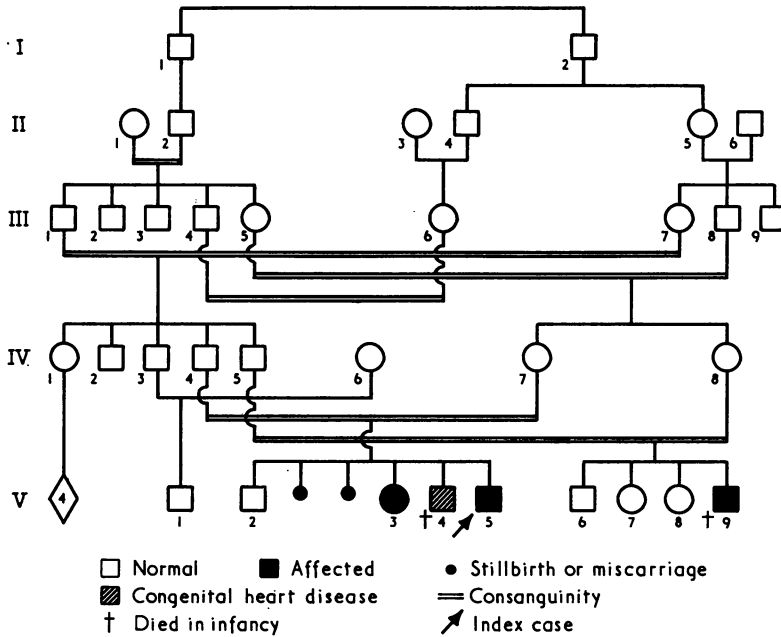 I
1 2
II
1 2 3 4 5 6
III
1 2 3 4 5 6 7 8 9
IV
1 2 3 4 5 6 7 8
V
4 1 2 3 † 4 5 6 7 8 † 9
Normal Affected Stillbirth or miscarriage
Congenital heart disease Consanguinity
† Died in infancy Index case